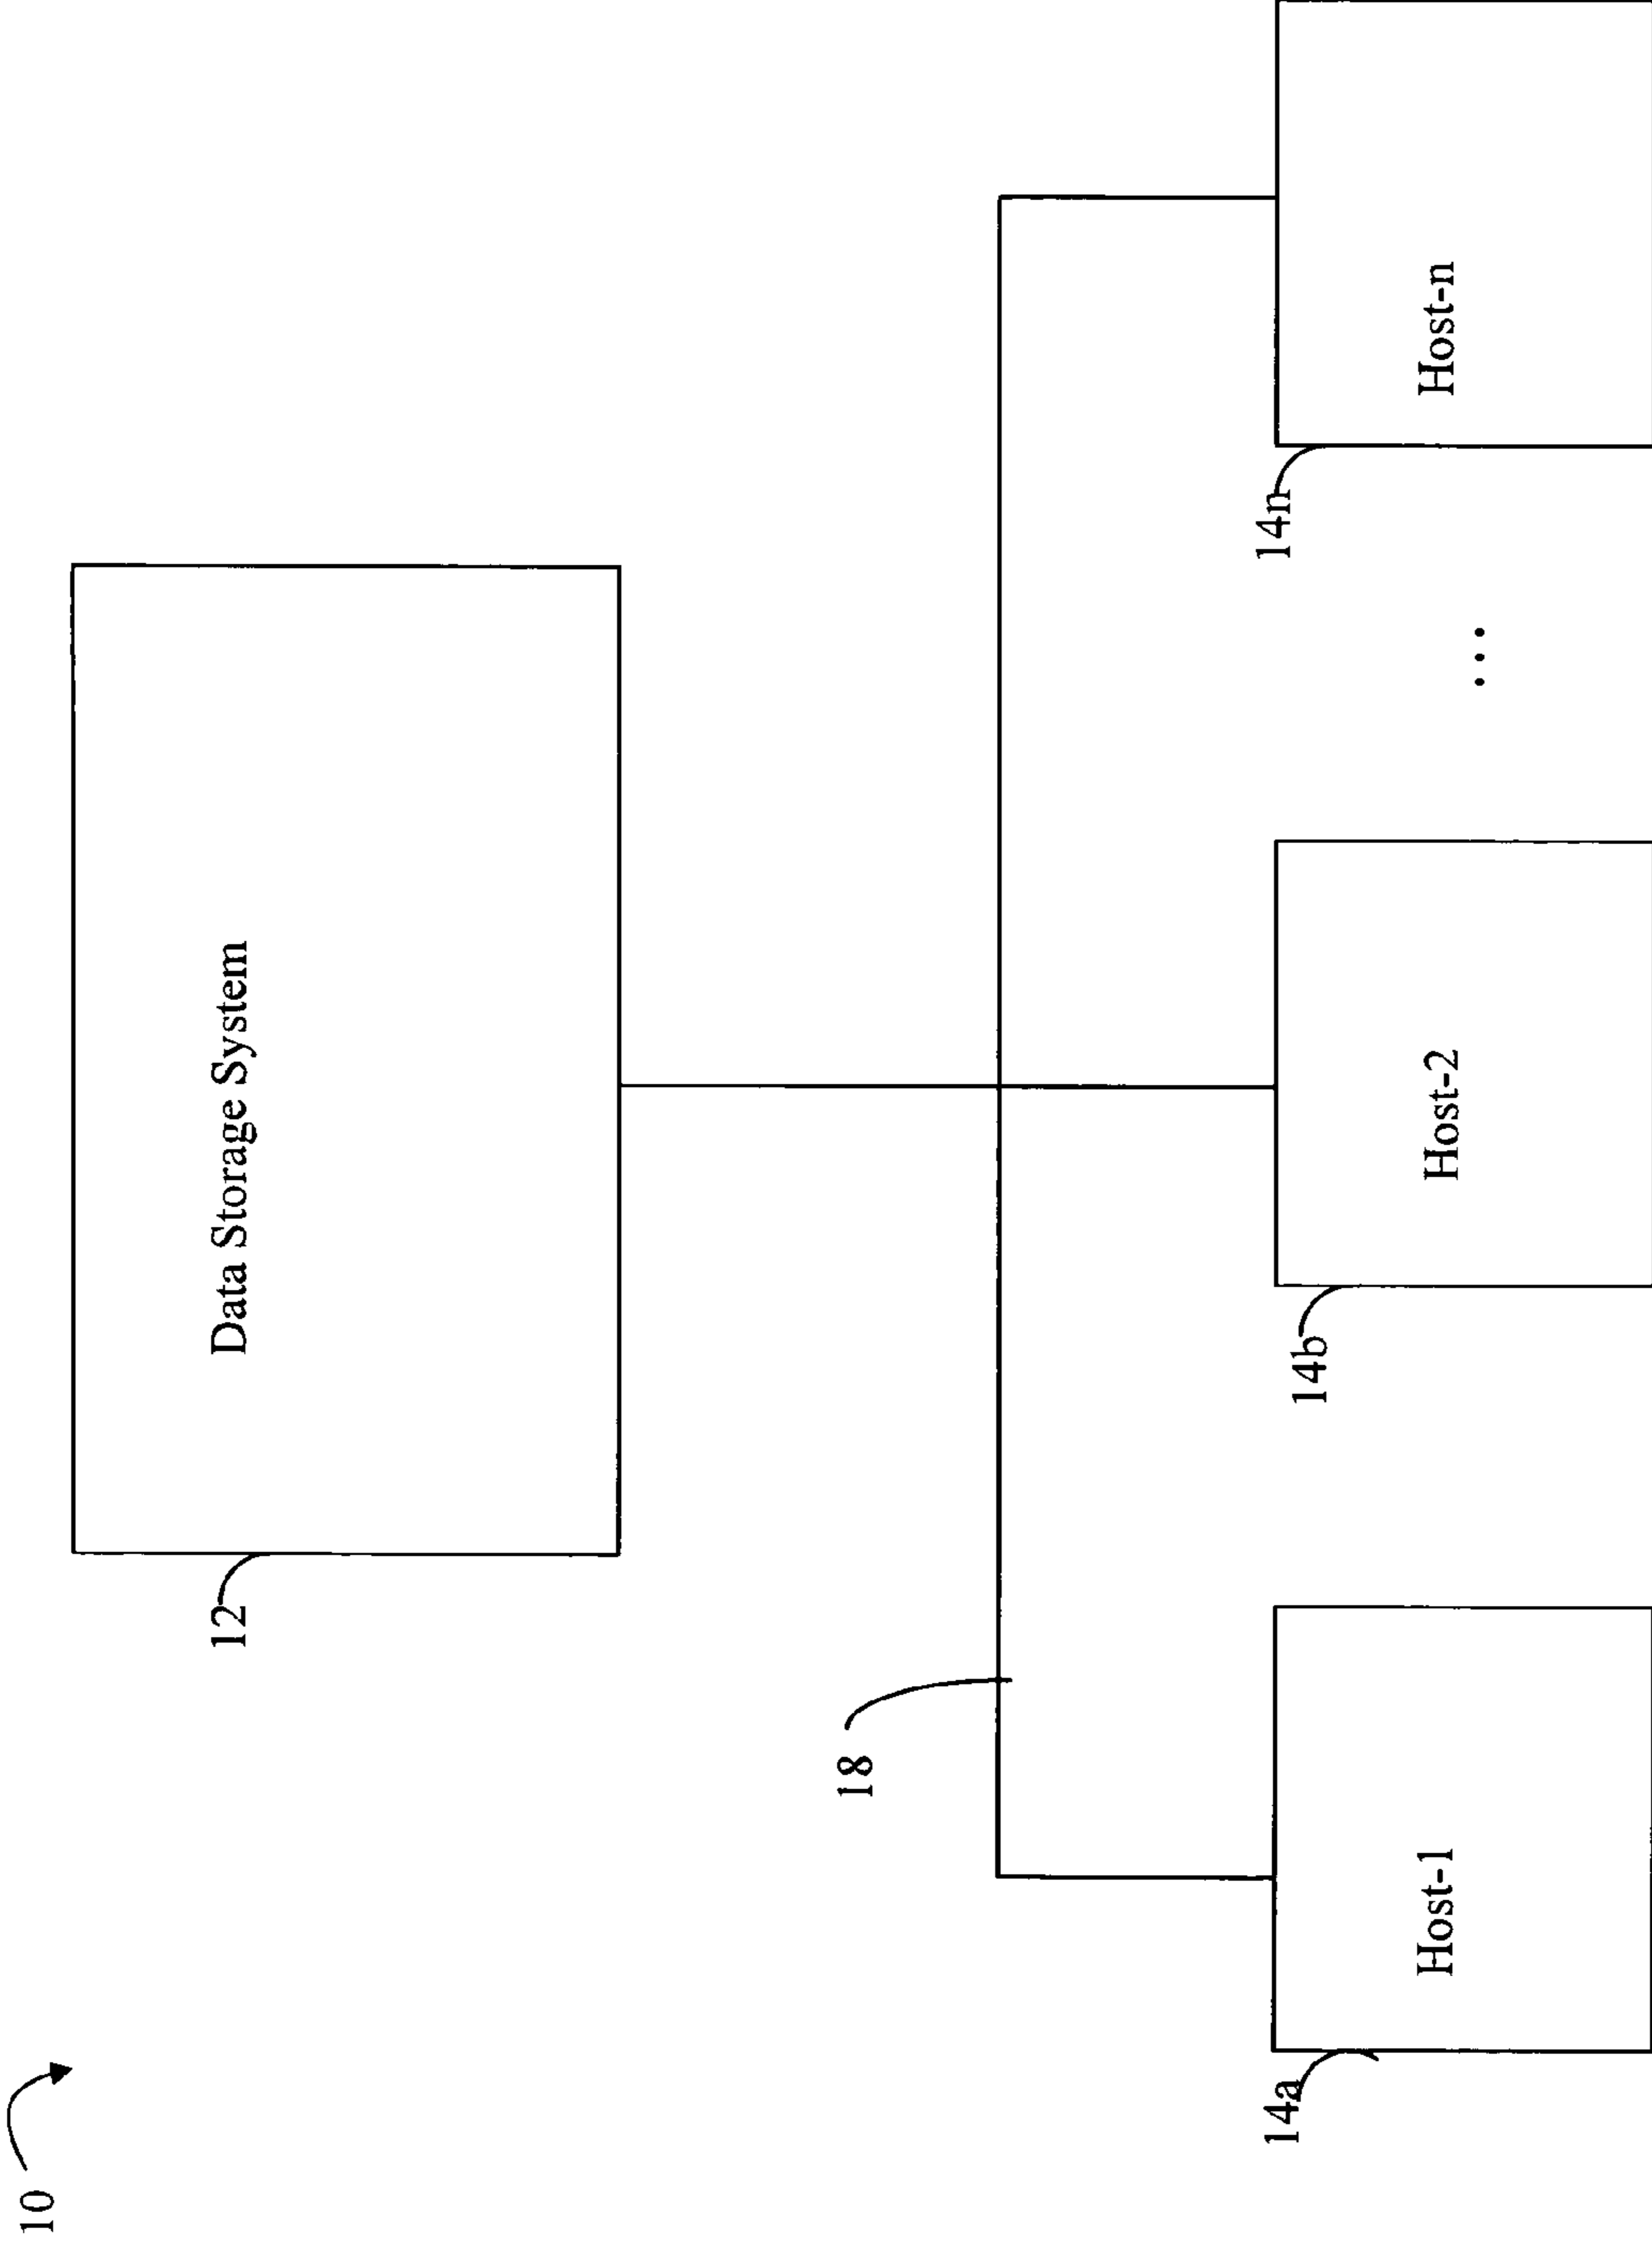 10
12
Data Storage System
18
14a
Host-1
14b
Host-2
...
14n
Host-n